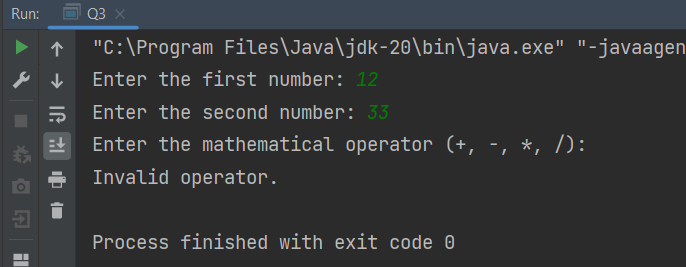 Run: Q3
"C:\Program Files\Java\jdk-20\bin\java.exe" "-javaagen
Enter the first number: 12
Enter the second number: 33
Enter the mathematical operator (+, -, *, /):
Invalid operator.
Process finished with exit code 0